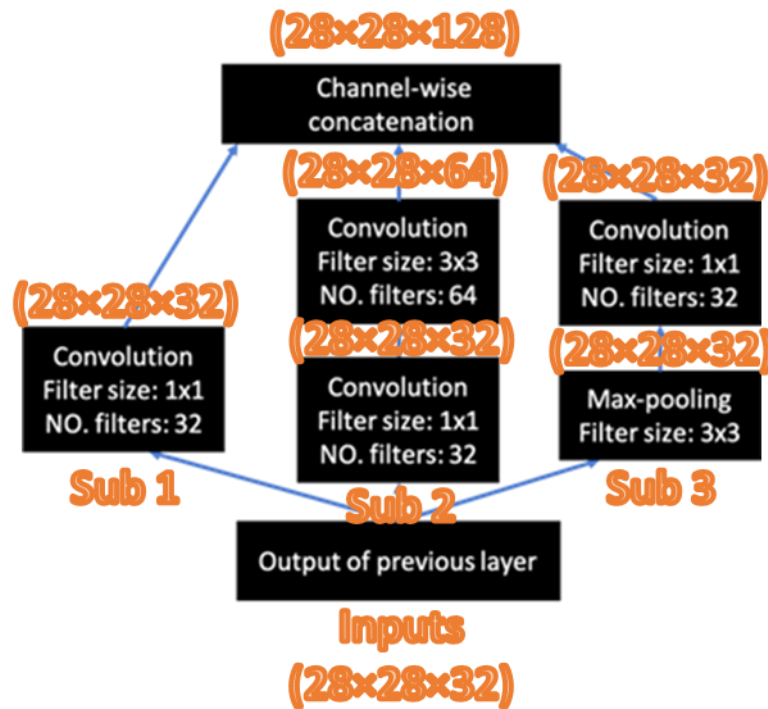 (28×28×128)
Channel-wise
concatenation
(28×28×64)
(28×28×32)
Convolution
Filter size: 3x3
NO. filters: 64
Convolution
Filter size: 1x1
NO. filters: 32
(28×28×32)
(28×28×32)
(28×28×32)
Convolution
Filter size: 1x1
NO. filters: 32
Convolution
Filter size: 1x1
NO. filters: 32
Max-pooling
Filter size: 3x3
Sub 1
Sub 2
Sub 3
Output of previous layer
Inputs
(28×28×32)